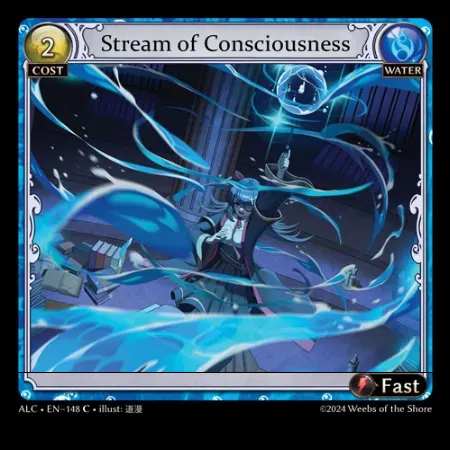 2
Stream of Consciousness
COST
WATER
Fast
ALC • EN-148 C • illust: 道漫
©2024 Weebs of the Shore